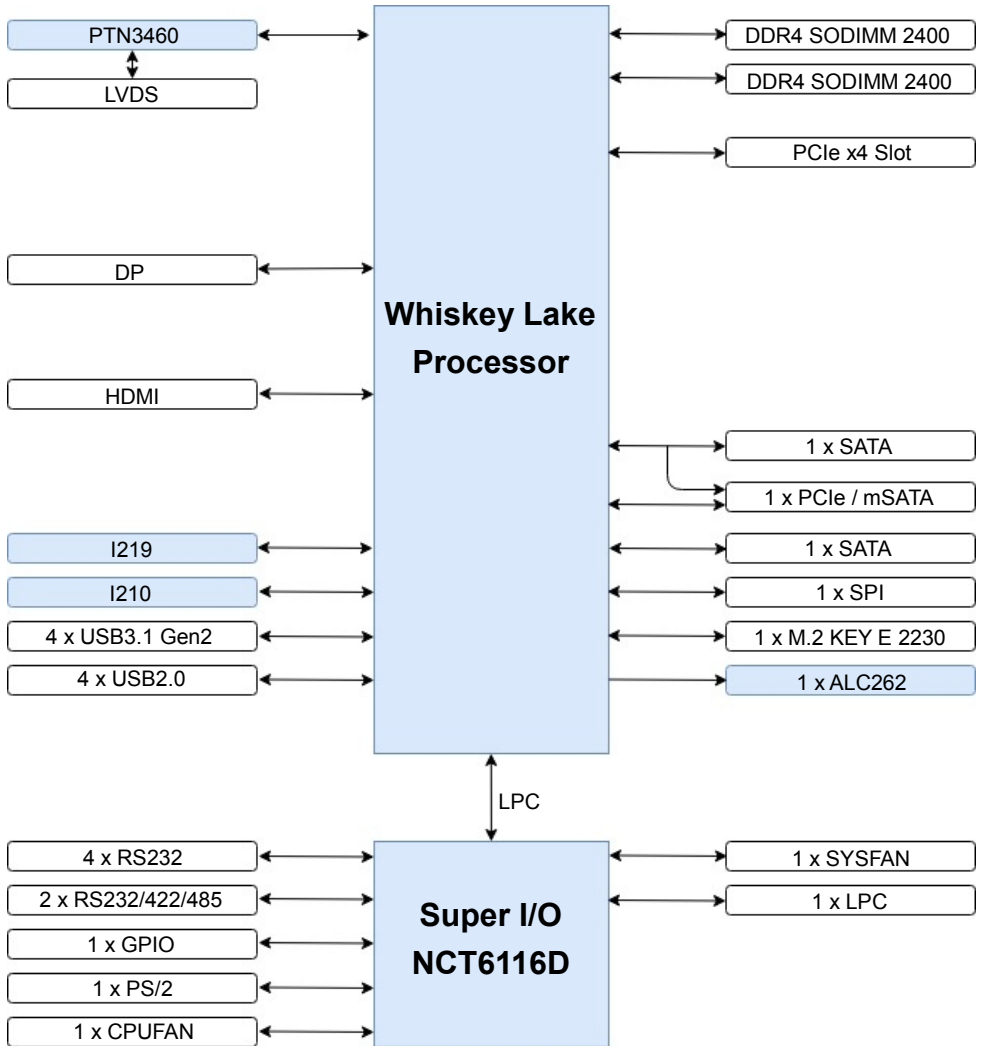 PTN3460
LVDS
DP
HDMI
I219
I210
4 x USB3.1 Gen2
4 x USB2.0
Whiskey Lake
Processor
DDR4 SODIMM 2400
DDR4 SODIMM 2400
PCIe x4 Slot
1 x SATA
1 x PCIe / mSATA
1 x SATA
1 x SPI
1 x M.2 KEY E 2230
1 x ALC262
LPC
4 x RS232
2 x RS232/422/485
1 x GPIO
1 x PS/2
1 x CPUFAN
Super I/O
NCT6116D
1 x SYSFAN
1 x LPC